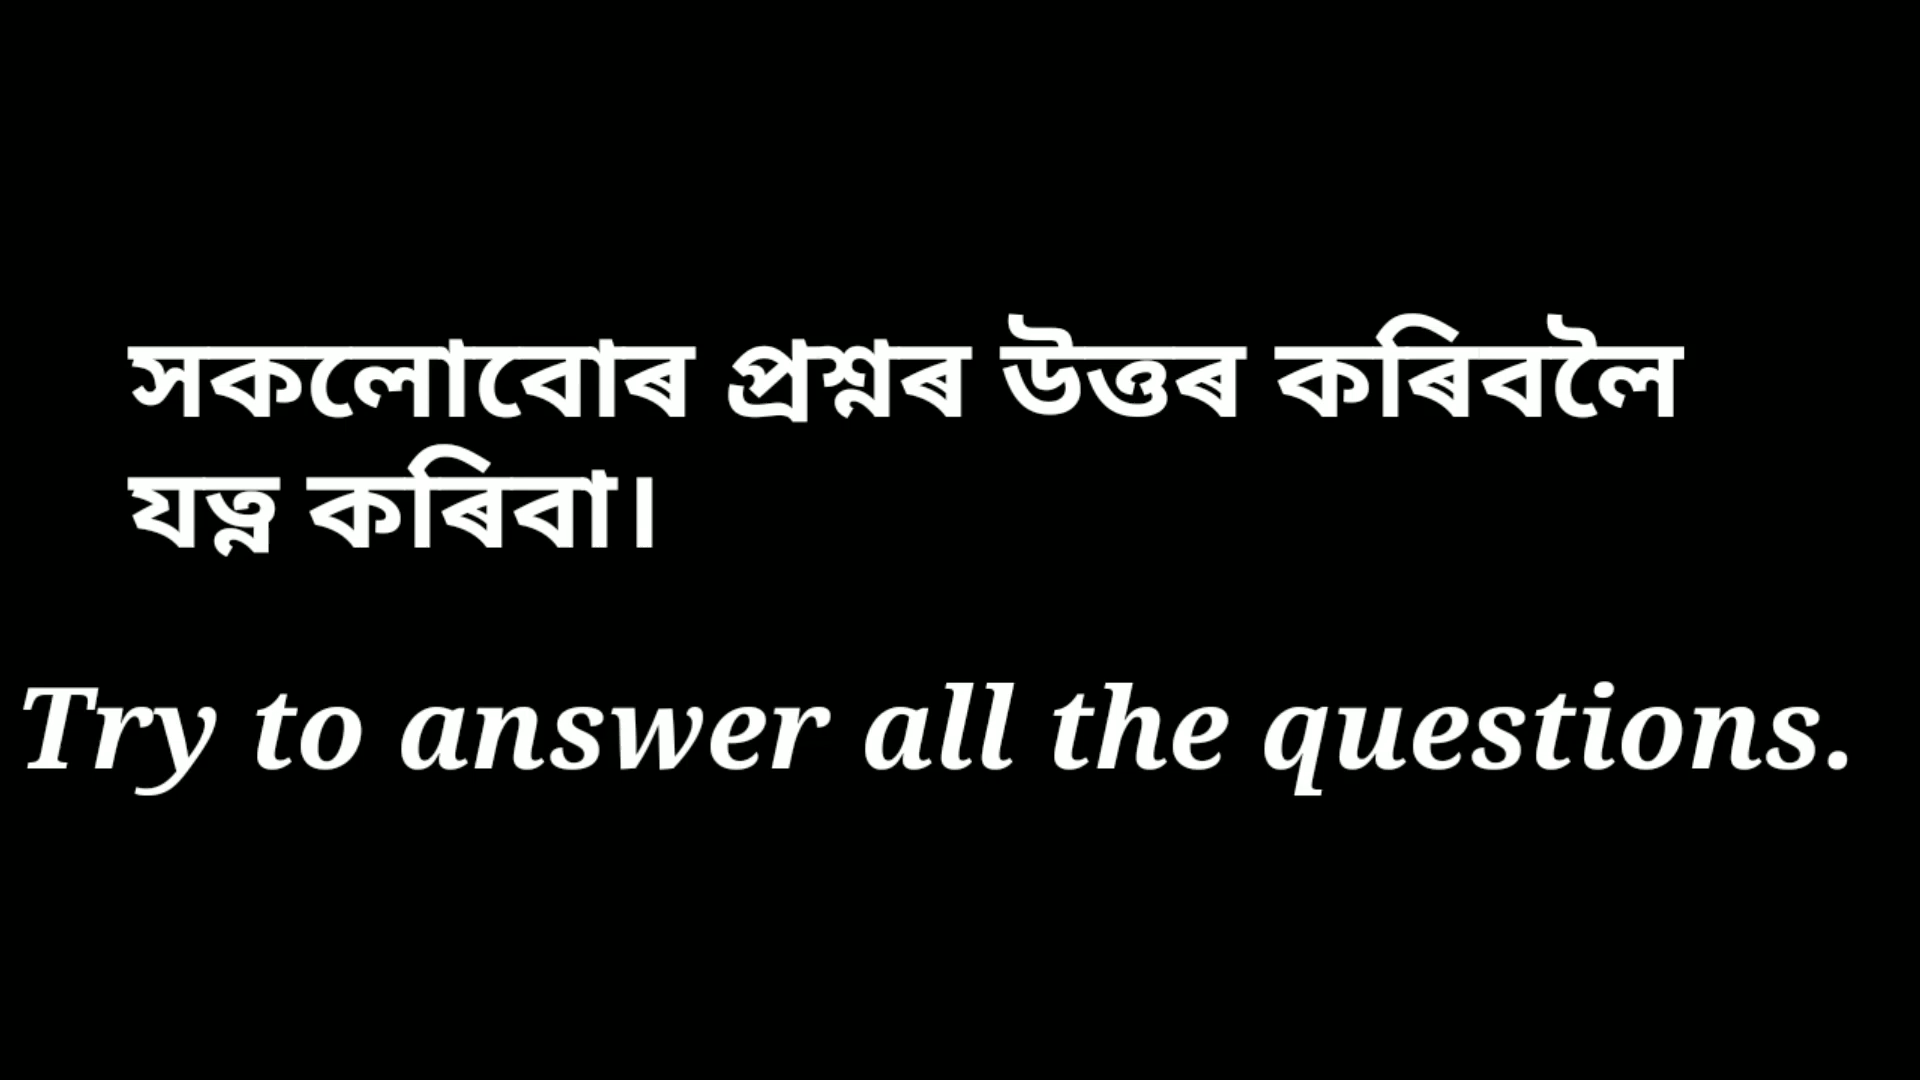 সকলোবোৰ প্ৰশ্নৰ উত্তৰ কৰিবলৈ
যত্ন কৰিবা।
Try to answer all the questions.